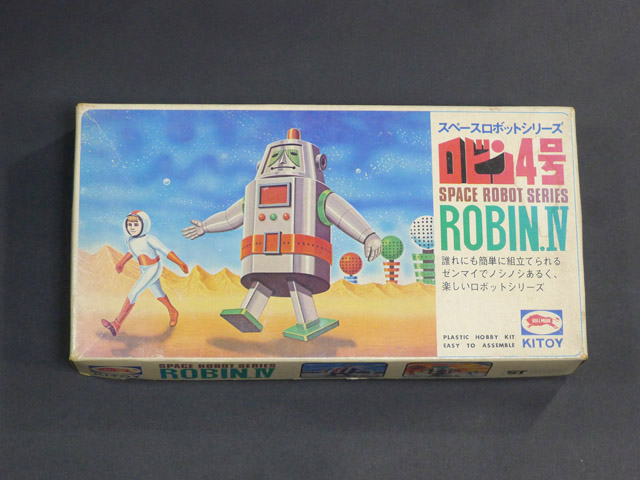 スペースロボットシリーズ
ロビン4号
SPACE ROBOT SERIES
ROBIN.IV
誰れにも簡単に組立てられる
ゼンマイでノシノシあるく、
楽しいロボットシリーズ
PLASTIC HOBBY KIT
EASY TO ASSEMBLE
KITOY
KITOY
SPACE ROBOT SERIES
ROBIN.IV
ST